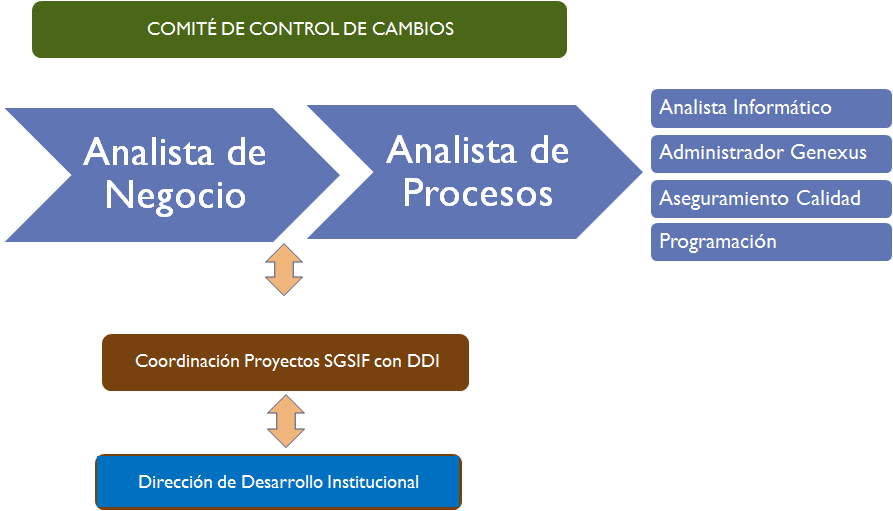 COMITÉ DE CONTROL DE CAMBIOS
Analista de
Negocio
Analista de
Procesos
Analista Informático
Administrador Genexus
Aseguramiento Calidad
Programación
Coordinación Proyectos SGSIF con DDI
Dirección de Desarrollo Institucional